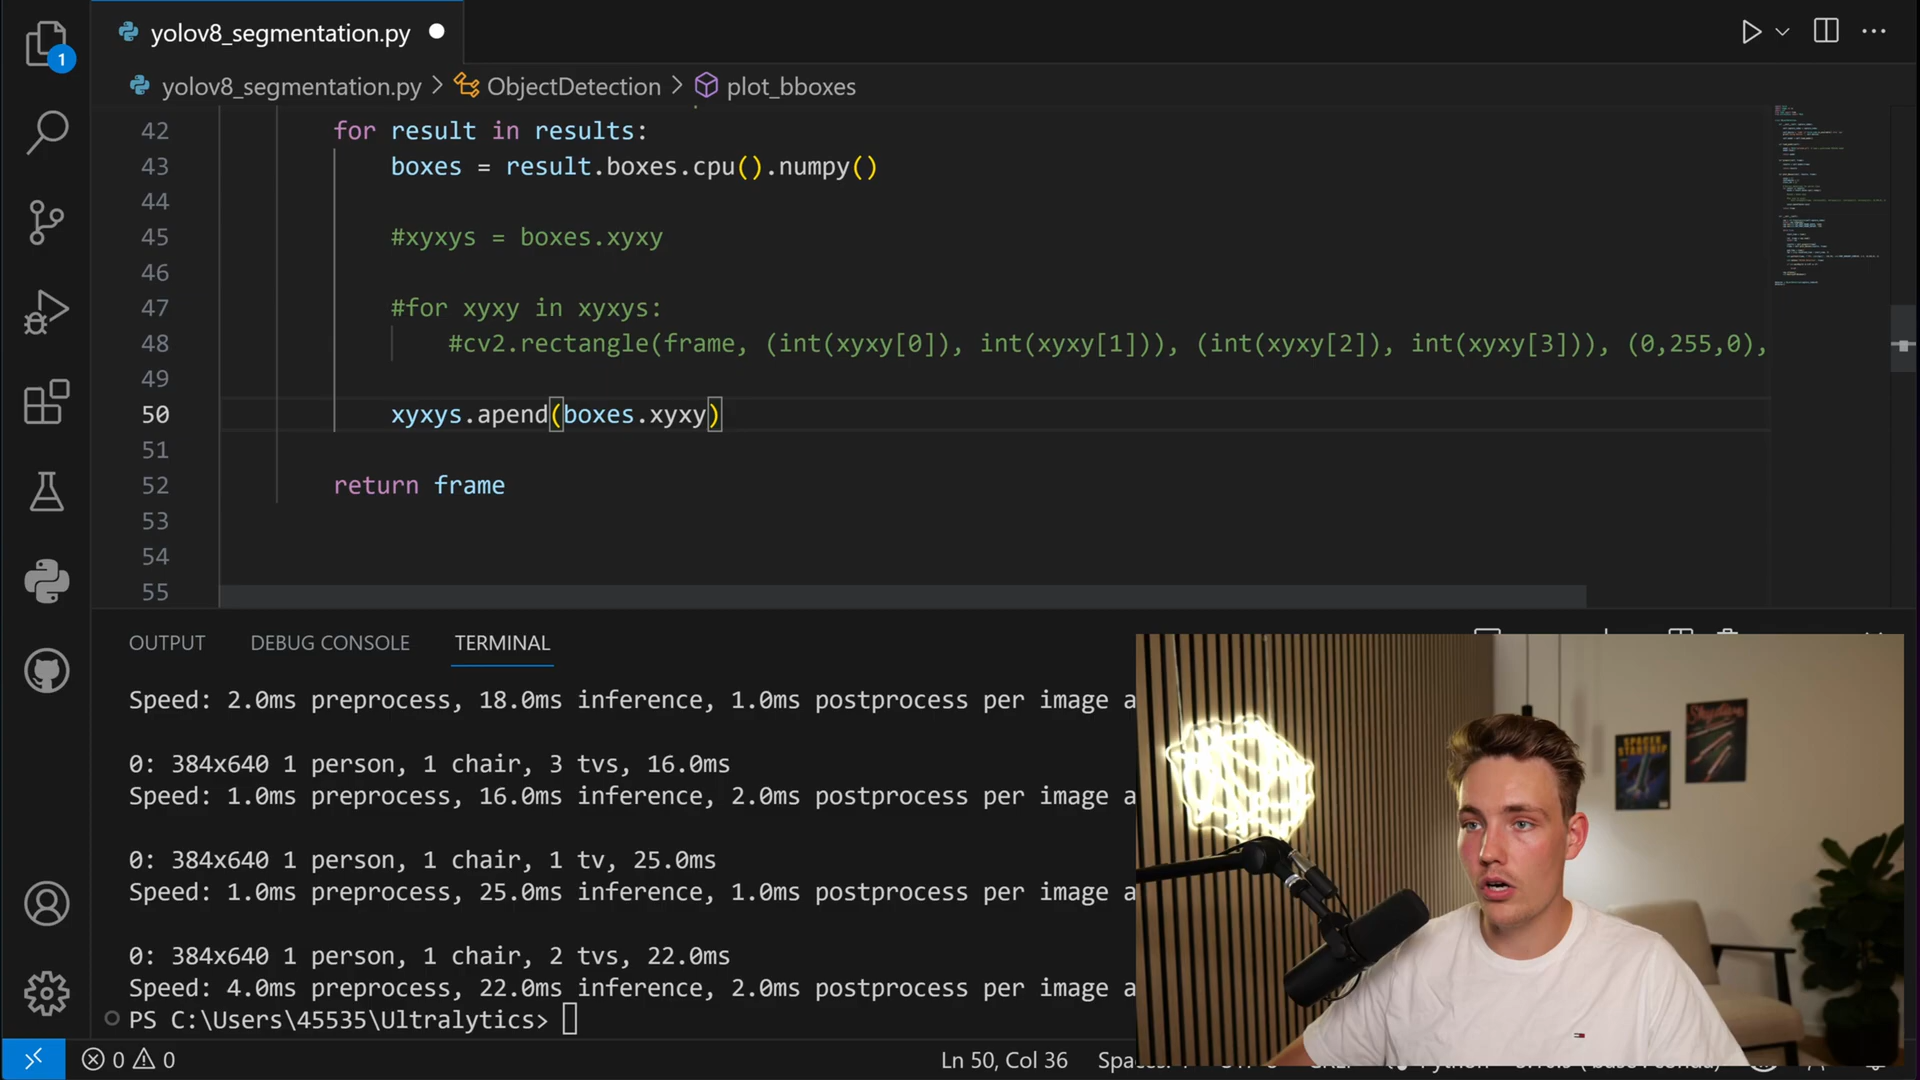 yolov8_segmentation.py
yolov8_segmentation.py > ObjectDetection > plot_bboxes
42 for result in results:
43 boxes = result.boxes.cpu().numpy()
44
45 #xyxys = boxes.xyxy
46
47 #for xyxy in xyxys:
48 #cv2.rectangle(frame, (int(xyxy[0]), int(xyxy[1])), (int(xyxy[2]), int(xyxy[3])), (0,255,0),
49
50 xyxys.apend(boxes.xyxy)
51
52 return frame
53
54
55
1
OUTPUT DEBUG CONSOLE TERMINAL
Speed: 2.0ms preprocess, 18.0ms inference, 1.0ms postprocess per image a
0: 384x640 1 person, 1 chair, 3 tvs, 16.0ms
Speed: 1.0ms preprocess, 16.0ms inference, 2.0ms postprocess per image a
0: 384x640 1 person, 1 chair, 1 tv, 25.0ms
Speed: 1.0ms preprocess, 25.0ms inference, 1.0ms postprocess per image a
0: 384x640 1 person, 1 chair, 2 tvs, 22.0ms
Speed: 4.0ms preprocess, 22.0ms inference, 2.0ms postprocess per image a
PS C:\Users\45535\Ultralytics>
SPACEX
STARSHIP
0 0 Ln 50, Col 36